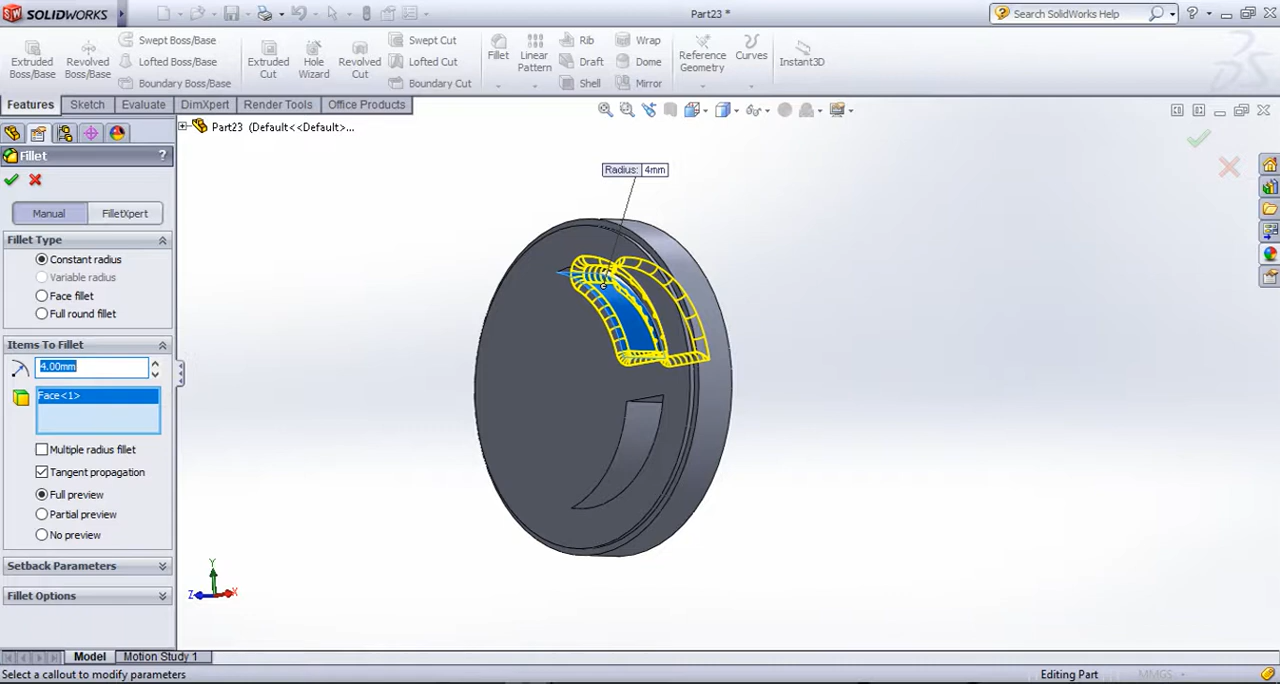 SOLIDWORKS
Part23 *
Search SolidWorks Help
Extruded Boss/Base
Revolved Boss/Base
Swept Boss/Base
Lofted Boss/Base
Boundary Boss/Base
Extruded Cut
Hole Wizard
Revolved Cut
Swept Cut
Lofted Cut
Boundary Cut
Fillet
Linear Pattern
Rib
Draft
Shell
Wrap
Dome
Mirror
Reference Geometry
Curves
Instant3D
Features
Sketch
Evaluate
DimXpert
Render Tools
Office Products
Part23 (Default<<Default>...
Fillet
?
Manual
FilletXpert
Fillet Type
Constant radius
Variable radius
Face fillet
Full round fillet
Items To Fillet
4.00mm
Face<1>
Multiple radius fillet
Tangent propagation
Full preview
Partial preview
No preview
Setback Parameters
Fillet Options
Radius: 4mm
Y
Z
X
Model
Motion Study 1
Select a callout to modify parameters
Editing Part
MMGS